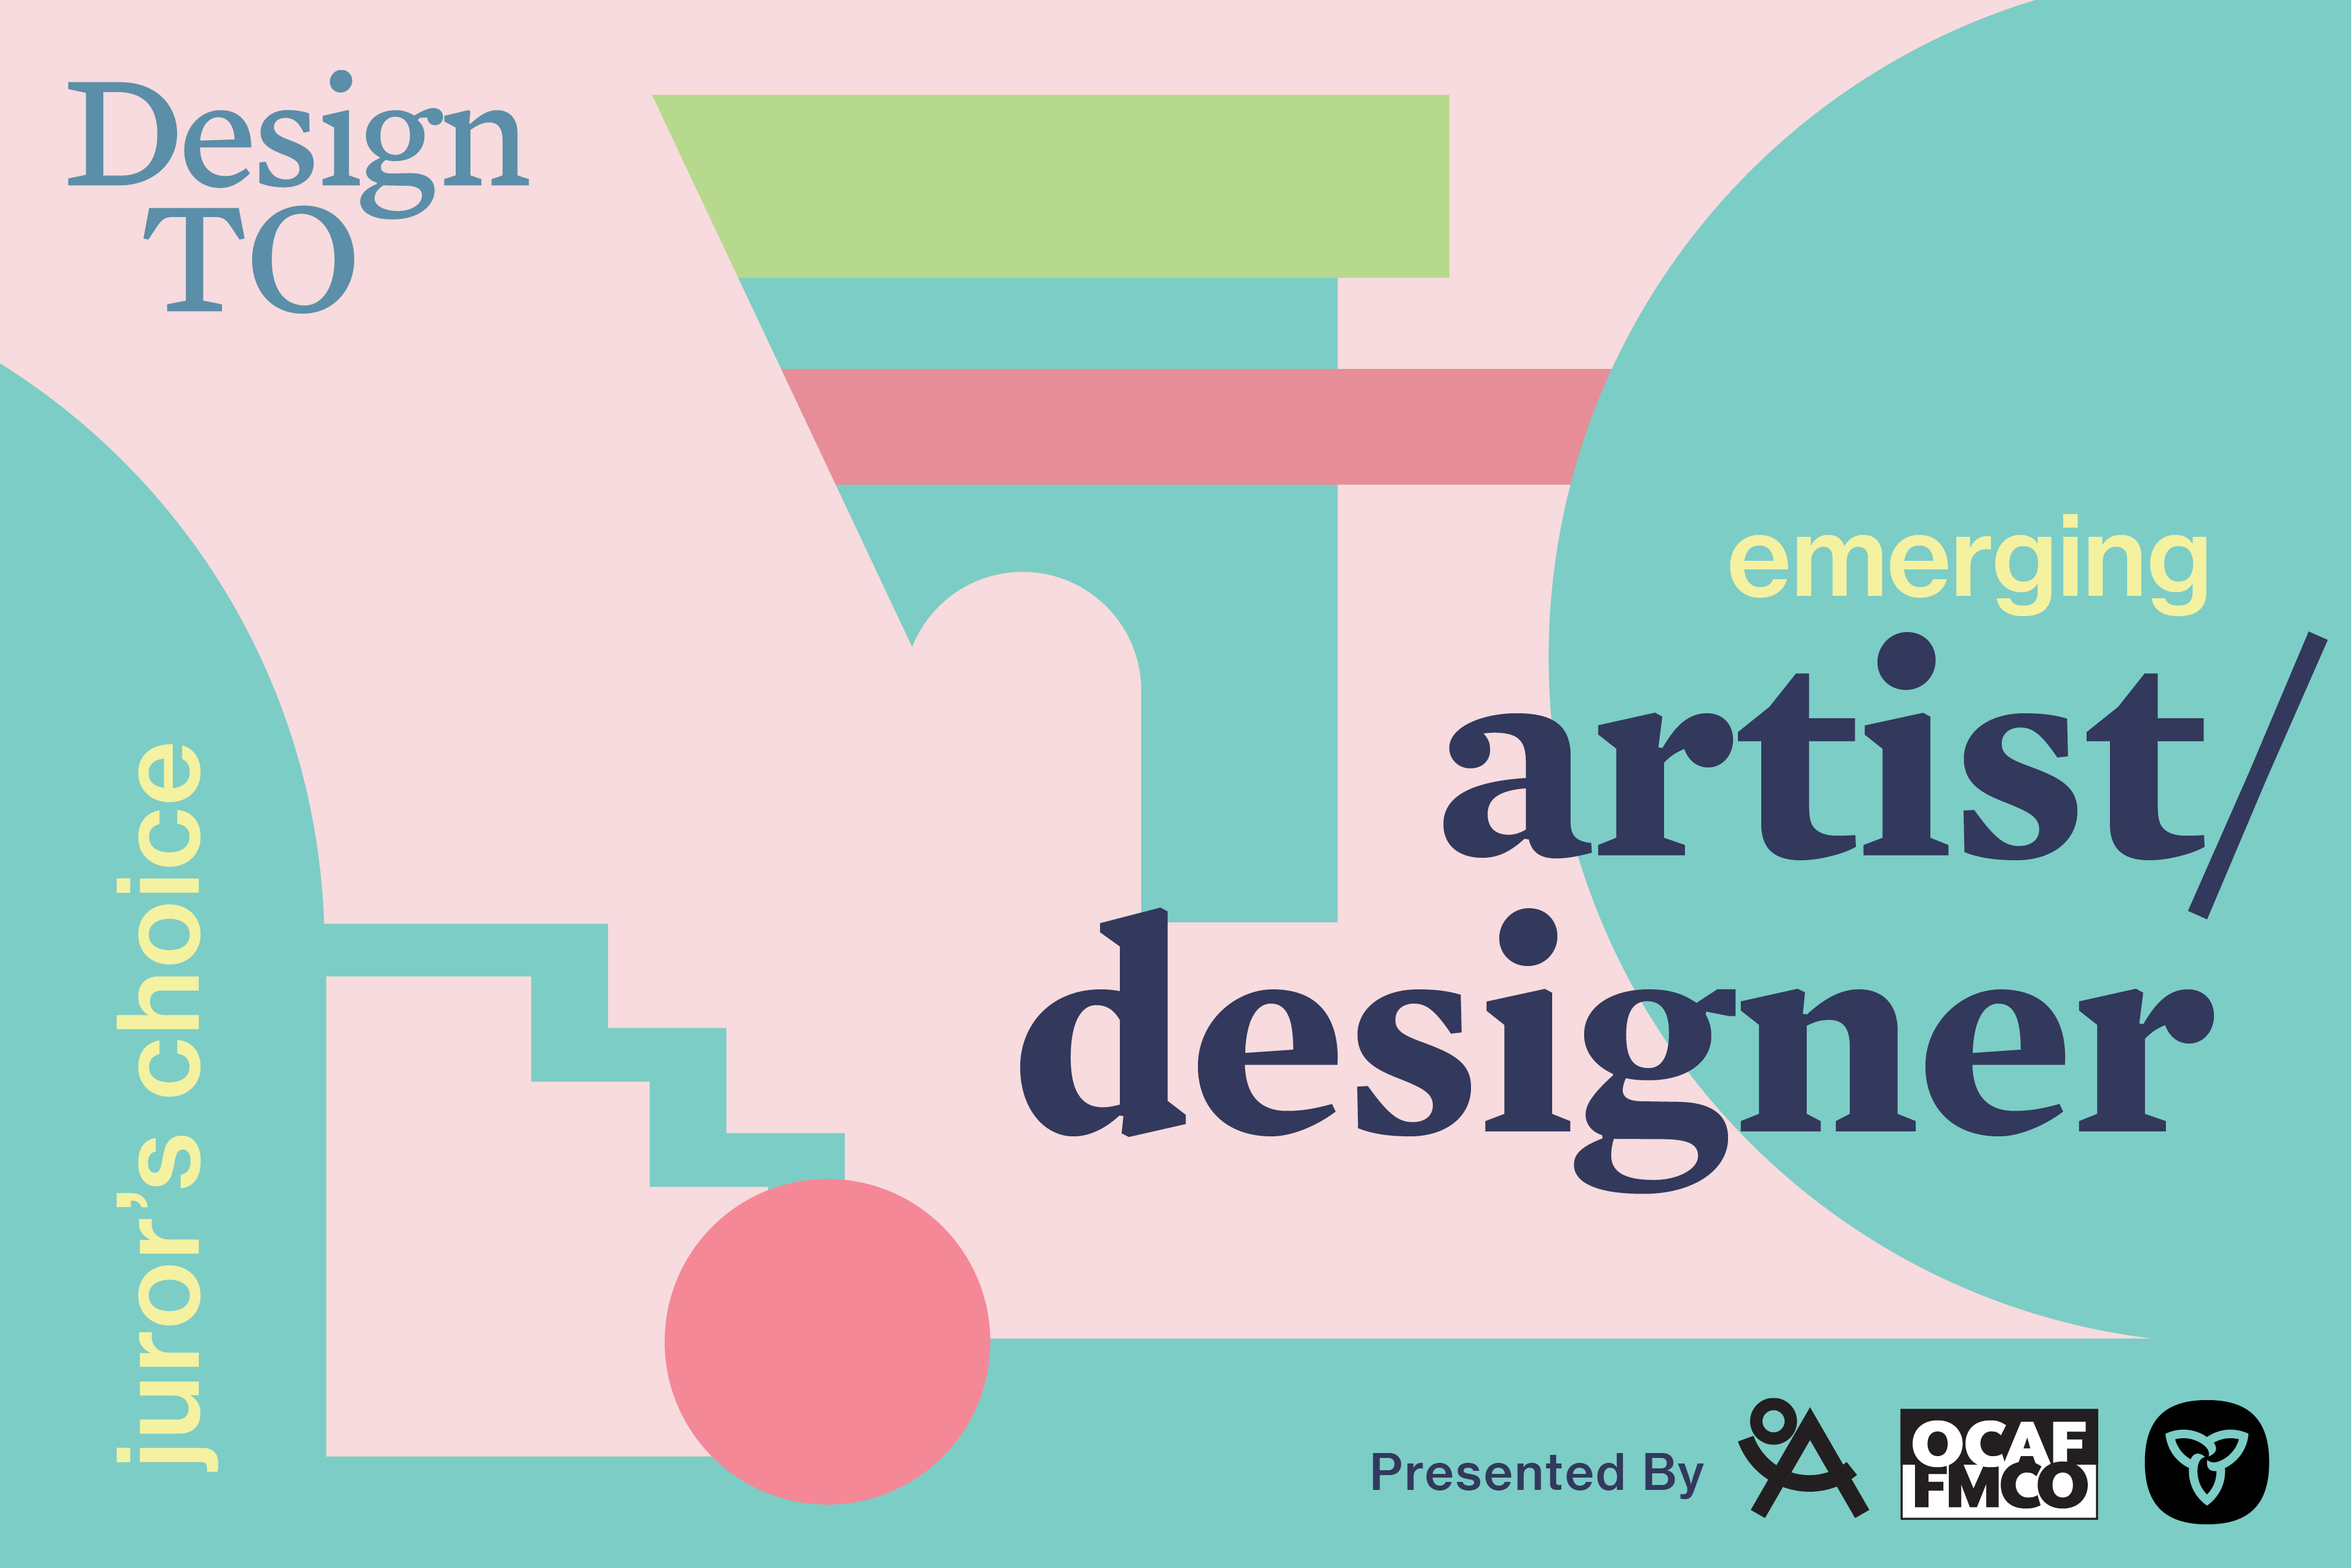 Design
TO
emerging
artist/
designer
juror’s choice
Presented By
OCAF
FMCO